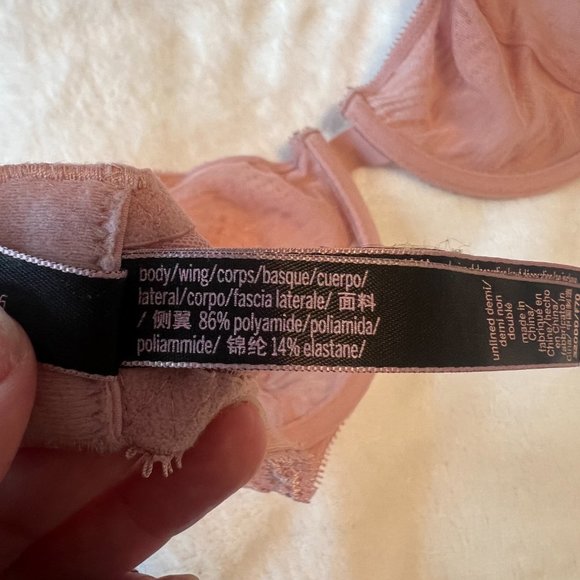 body/wing/corps/basque/cuerpo/
lateral/corpo/fascia laterale/ 面料
/ 侧翼 86% polyamide/poliamida/
poliammide/ 锦纶 14% elastane/
unlined demi/
demi non
doublé
made in
China/
fabriqué en
Chine/hecho
en China/